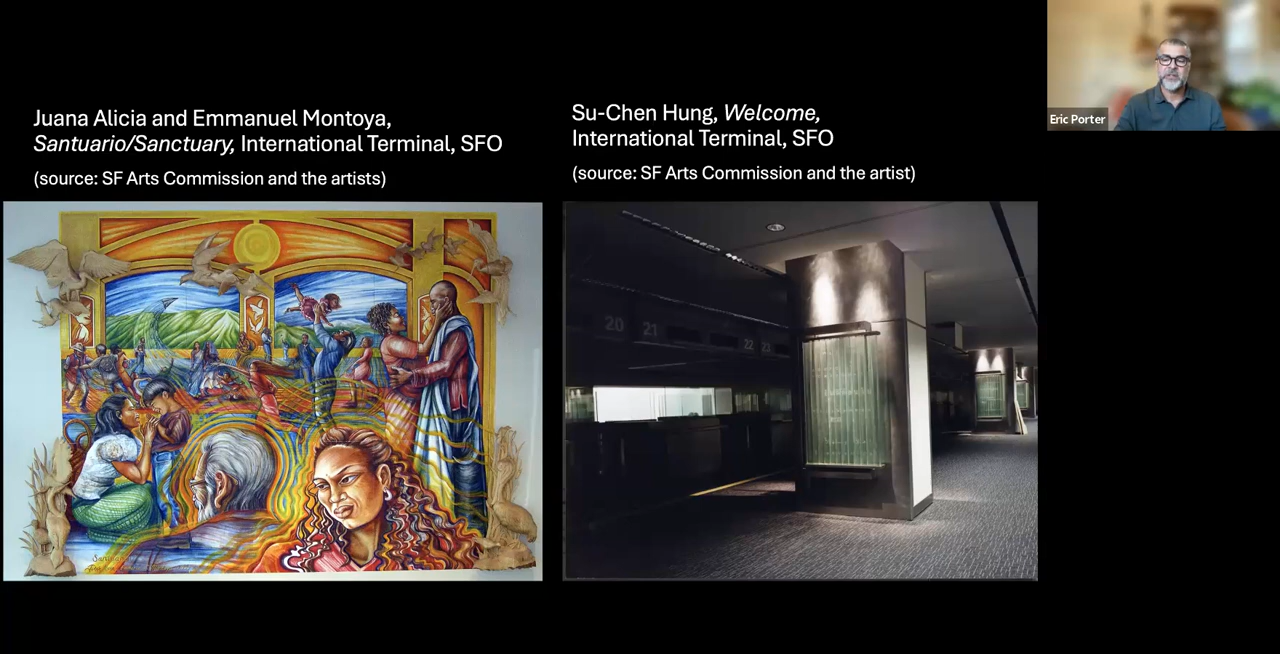 Juana Alicia and Emmanuel Montoya,
Santuario/Sanctuary, International Terminal, SFO
(source: SF Arts Commission and the artists)
Su-Chen Hung, Welcome,
International Terminal, SFO
(source: SF Arts Commission and the artist)
Eric Porter
20 21 22 23